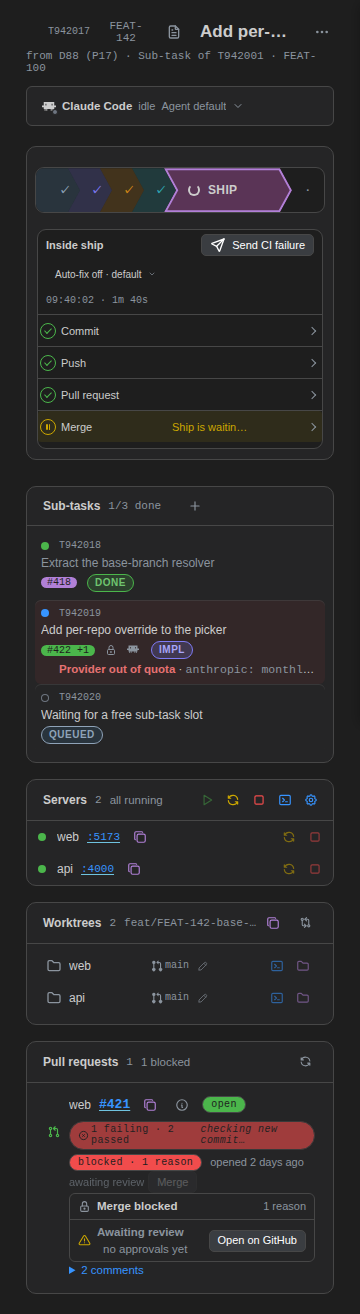 T942017 FEAT-142 Add per-…
from D88 (P17) · Sub-task of T942001 · FEAT-
100
Claude Code idle Agent default
SHIP
Inside ship Send CI failure
Auto-fix off · default
09:40:02 · 1m 40s
Commit
Push
Pull request
Merge Ship is waitin…
Sub-tasks 1/3 done
T942018
Extract the base-branch resolver
#418 DONE
T942019
Add per-repo override to the picker
#422 +1 IMPL
Provider out of quota · anthropic: monthl…
T942020
Waiting for a free sub-task slot
QUEUED
Servers 2 all running
web :5173
api :4000
Worktrees 2 feat/FEAT-142-base-…
web main
api main
Pull requests 1 1 blocked
web #421 open
1 failing · 2 passed checking new commit…
blocked · 1 reason opened 2 days ago
awaiting review Merge
Merge blocked 1 reason
Awaiting review
no approvals yet Open on GitHub
2 comments